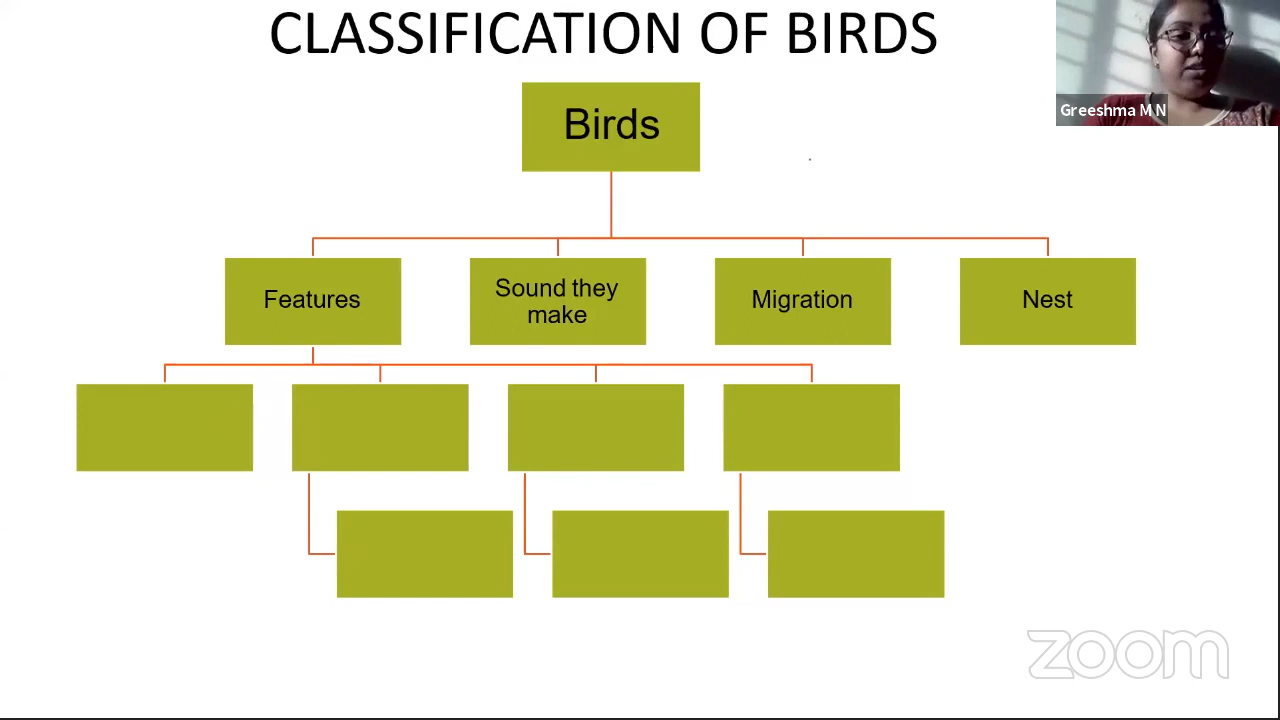 CLASSIFICATION OF BIRDS
Greeshma M N
Birds
Features
Sound they
make
Migration
Nest
zoom